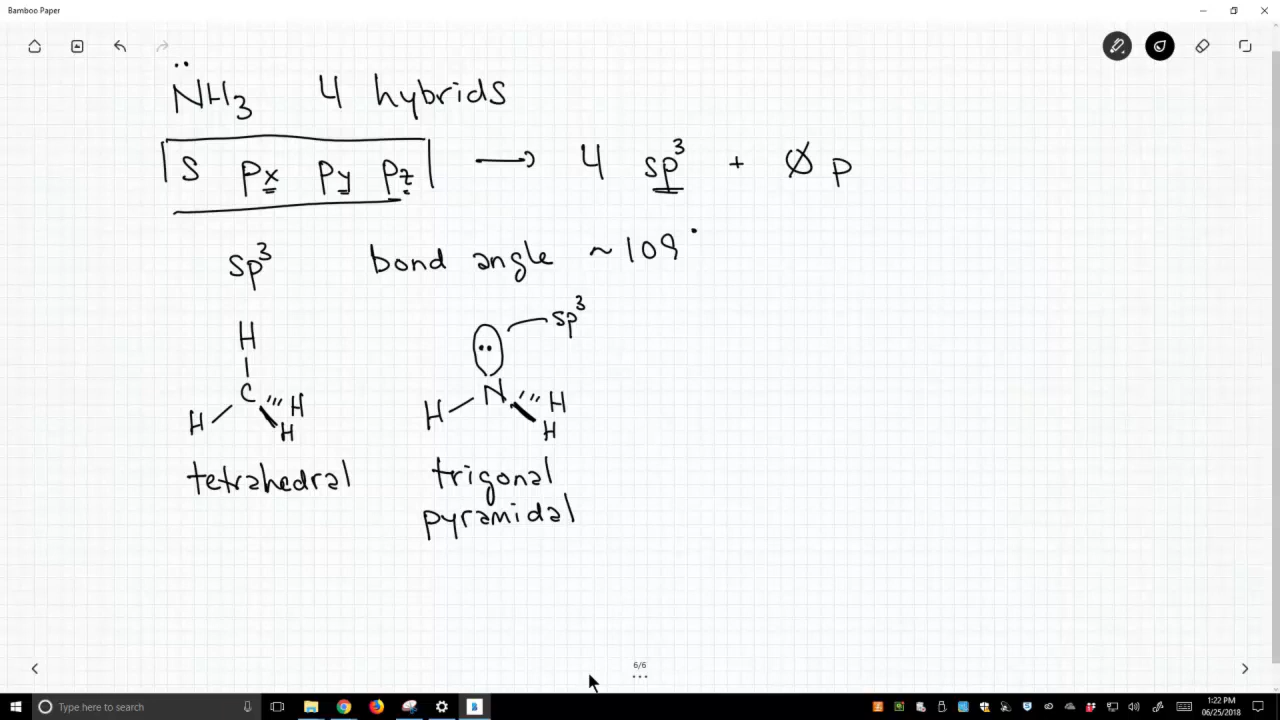 Bamboo Paper
N̈H₃ 4 hybrids
s px py pz → 4 sp³ + Ø p
sp³ bond angle ~109°
sp³
H
C H
H H
N H
H H
tetrahedral
trigonal
pyramidal
6/6
Type here to search
1:22 PM
06/25/2018